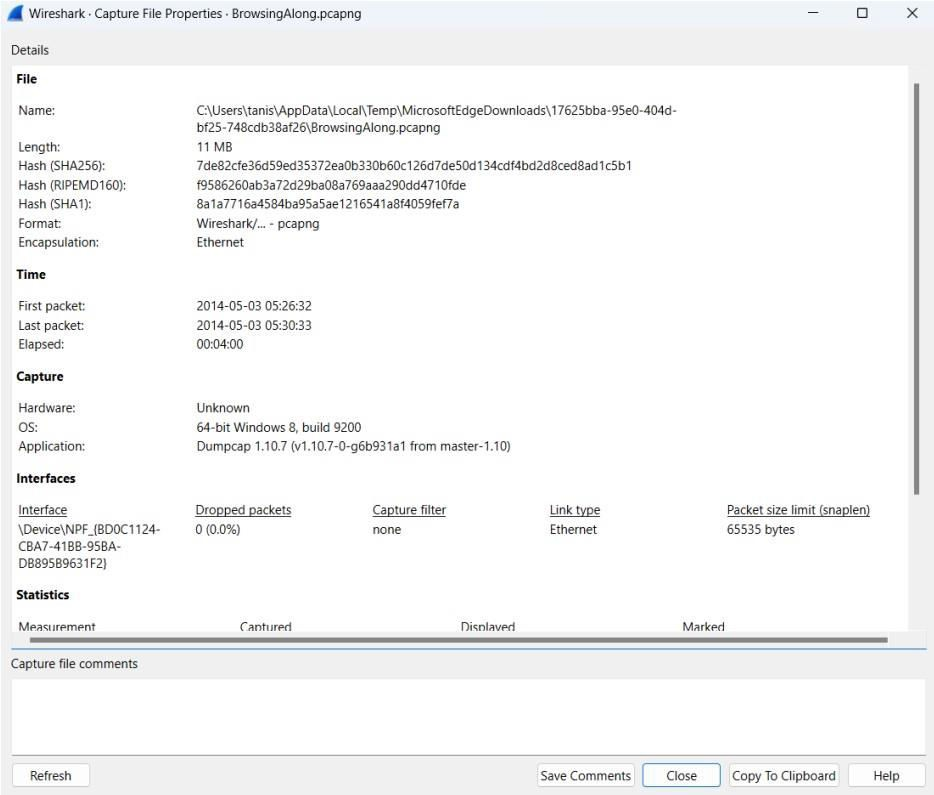 Wireshark · Capture File Properties · BrowsingAlong.pcapng
Details
File
Name: C:\Users\tanis\AppData\Local\Temp\MicrosoftEdgeDownloads\17625bba-95e0-404d-
bf25-748cdb38af26\BrowsingAlong.pcapng
Length: 11 MB
Hash (SHA256): 7de82cfe36d59ed35372ea0b330b60c126d7de50d134cdf4bd2d8ced8ad1c5b1
Hash (RIPEMD160): f9586260ab3a72d29ba08a769aaa290dd4710fde
Hash (SHA1): 8a1a7716a4584ba95a5ae1216541a8f4059fef7a
Format: Wireshark/... - pcapng
Encapsulation: Ethernet
Time
First packet: 2014-05-03 05:26:32
Last packet: 2014-05-03 05:30:33
Elapsed: 00:04:00
Capture
Hardware: Unknown
OS: 64-bit Windows 8, build 9200
Application: Dumpcap 1.10.7 (v1.10.7-0-g6b931a1 from master-1.10)
Interfaces
Interface Dropped packets Capture filter Link type Packet size limit (snaplen)
\Device\NPF_{BD0C1124- 0 (0.0%) none Ethernet 65535 bytes
CBA7-41BB-95BA-
DB895B9631F2}
Statistics
Measurement Captured Displayed Marked
Capture file comments
Refresh Save Comments Close Copy To Clipboard Help